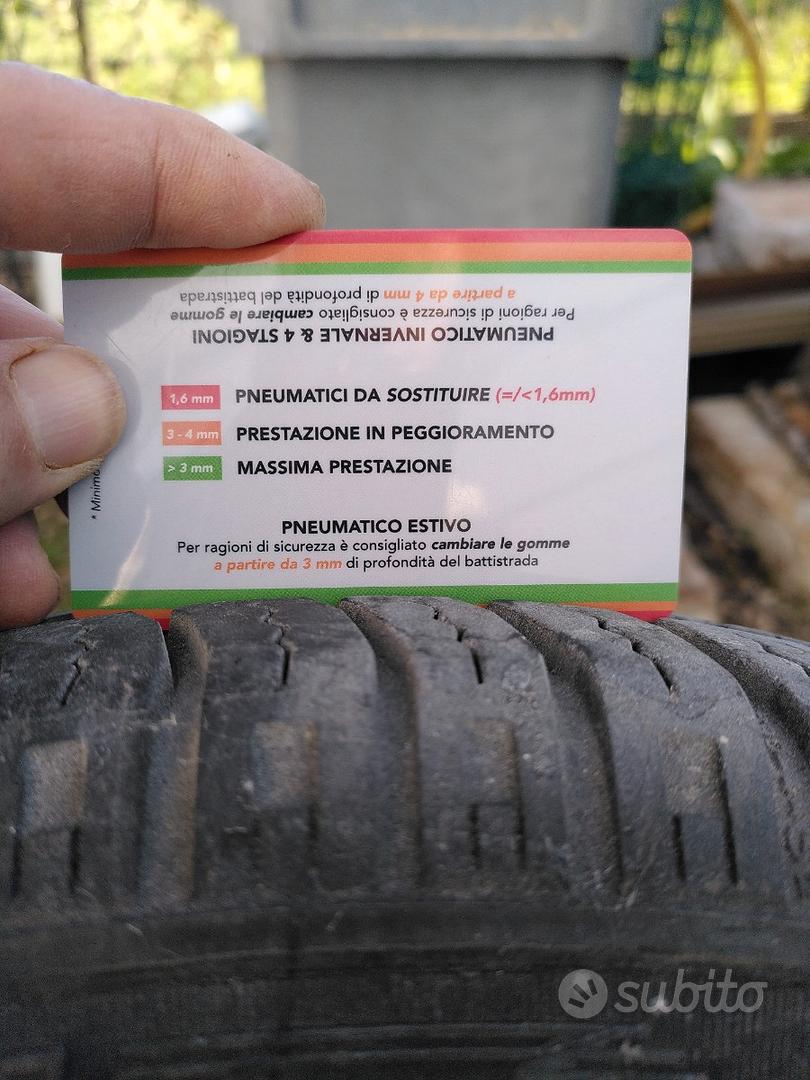 PNEUMATICO INVERNALE & 4 STAGIONI
Per ragioni di sicurezza è consigliato cambiare le gomme
a partire da 4 mm di profondità del battistrada
1,6 mm PNEUMATICI DA SOSTITUIRE (=/<1,6mm)
3 - 4 mm PRESTAZIONE IN PEGGIORAMENTO
> 3 mm MASSIMA PRESTAZIONE
* Minimo
PNEUMATICO ESTIVO
Per ragioni di sicurezza è consigliato cambiare le gomme
a partire da 3 mm di profondità del battistrada
subito